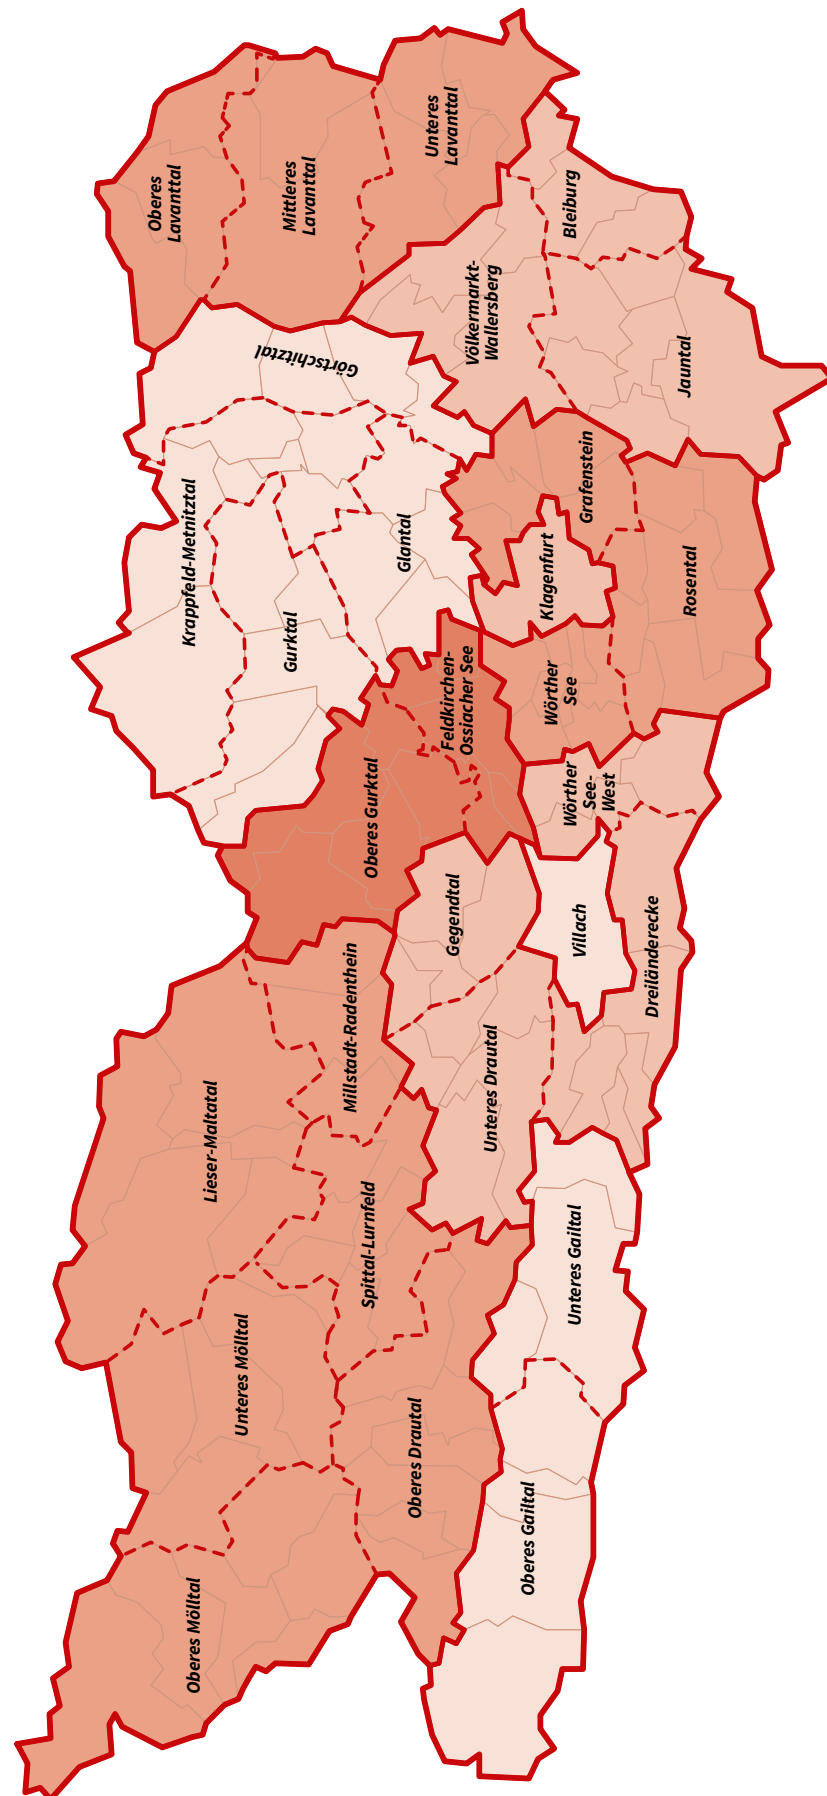 Oberes
Lavanttal
Mittleres
Lavanttal
Unteres
Lavanttal
Bleiburg
Völkermarkt-
Wallersberg
Görtschitztal
Jauntal
Grafenstein
Krappfeld-Metnitztal
Glantal
Klagenfurt
Rosental
Gurktal
Feldkirchen-
Ossiacher See
Wörther
See
Wörther
See-
West
Oberes Gurktal
Gegendtal
Villach
Dreiländerecke
Millstadt-Radenthein
Unteres Drautal
Lieser-Maltatal
Spittal-Lurnfeld
Unteres Gailtal
Unteres Mölltal
Oberes Drautal
Oberes Gailtal
Oberes Mölltal